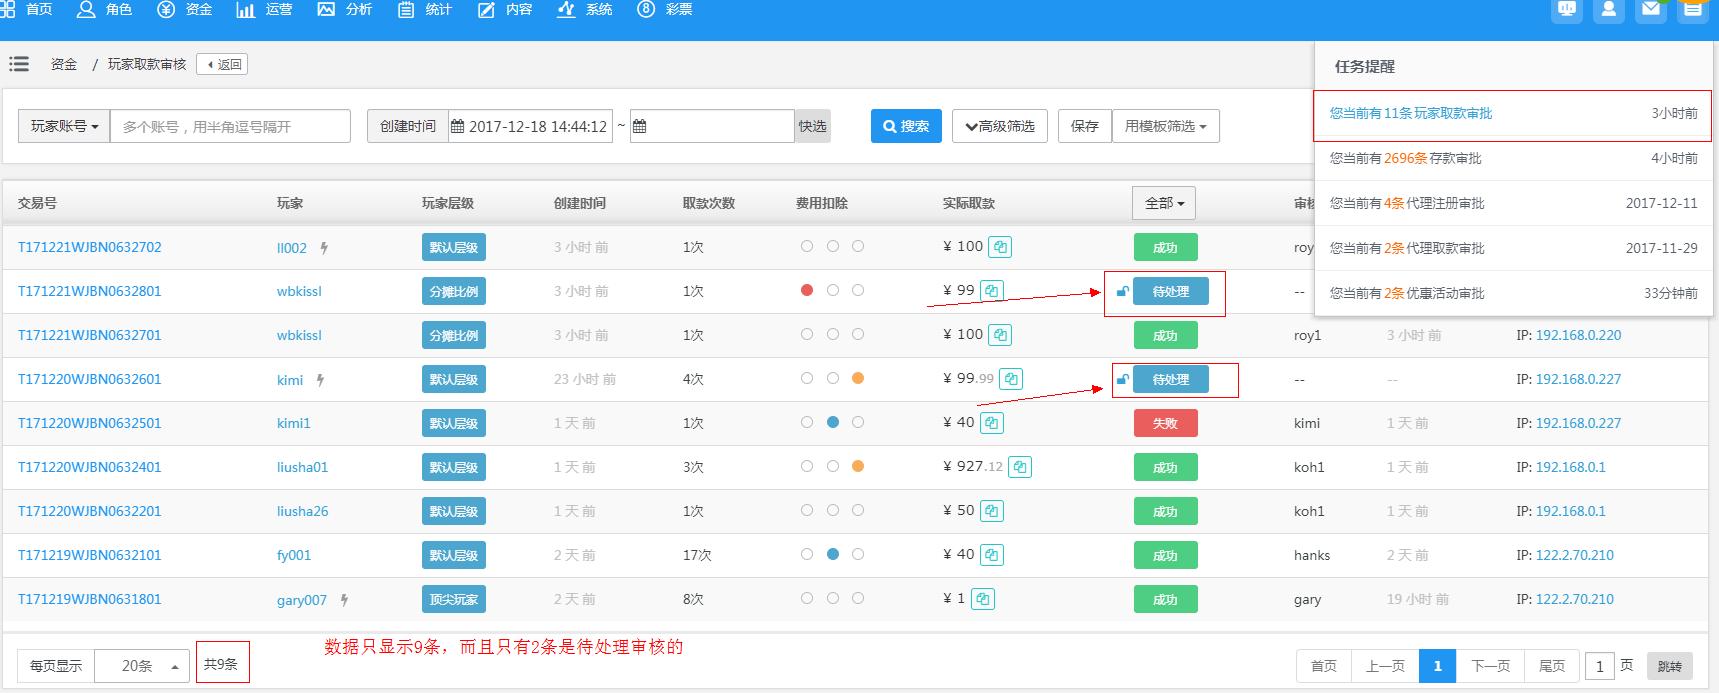 首页 角色 资金 运营 分析 统计 内容 系统 彩票
资金 / 玩家取款审核 返回
任务提醒
您当前有11条玩家取款审批 3小时前
您当前有2696条存款审批 4小时前
您当前有4条代理注册审批 2017-12-11
您当前有2条代理取款审批 2017-11-29
您当前有2条优惠活动审批 33分钟前
玩家账号 多个账号，用半角逗号隔开 创建时间 2017-12-18 14:44:12 ~ 快选 搜索 高级筛选 保存 用模板筛选
交易号 玩家 玩家层级 创建时间 取款次数 费用扣除 实际取款 全部 审核
T171221WJBN0632702 ll002 默认层级 3 小时 前 1次 ¥ 100 成功 roy
T171221WJBN0632801 wbkissl 分摊比例 3 小时 前 1次 ¥ 99 待处理 --
T171221WJBN0632701 wbkissl 分摊比例 3 小时 前 1次 ¥ 100 成功 roy1 3 小时 前 IP: 192.168.0.220
T171220WJBN0632601 kimi 默认层级 23 小时 前 4次 ¥ 99.99 待处理 -- -- IP: 192.168.0.227
T171220WJBN0632501 kimi1 默认层级 1 天 前 1次 ¥ 40 失败 kimi 1 天 前 IP: 192.168.0.227
T171220WJBN0632401 liusha01 默认层级 1 天 前 3次 ¥ 927.12 成功 koh1 1 天 前 IP: 192.168.0.1
T171220WJBN0632201 liusha26 默认层级 1 天 前 1次 ¥ 50 成功 koh1 1 天 前 IP: 192.168.0.1
T171219WJBN0632101 fy001 默认层级 2 天 前 17次 ¥ 40 成功 hanks 2 天 前 IP: 122.2.70.210
T171219WJBN0631801 gary007 顶尖玩家 2 天 前 8次 ¥ 1 成功 gary 19 小时 前 IP: 122.2.70.210
数据只显示9条，而且只有2条是待处理审核的
每页显示 20条 共9条 首页 上一页 1 下一页 尾页 1 页 跳转